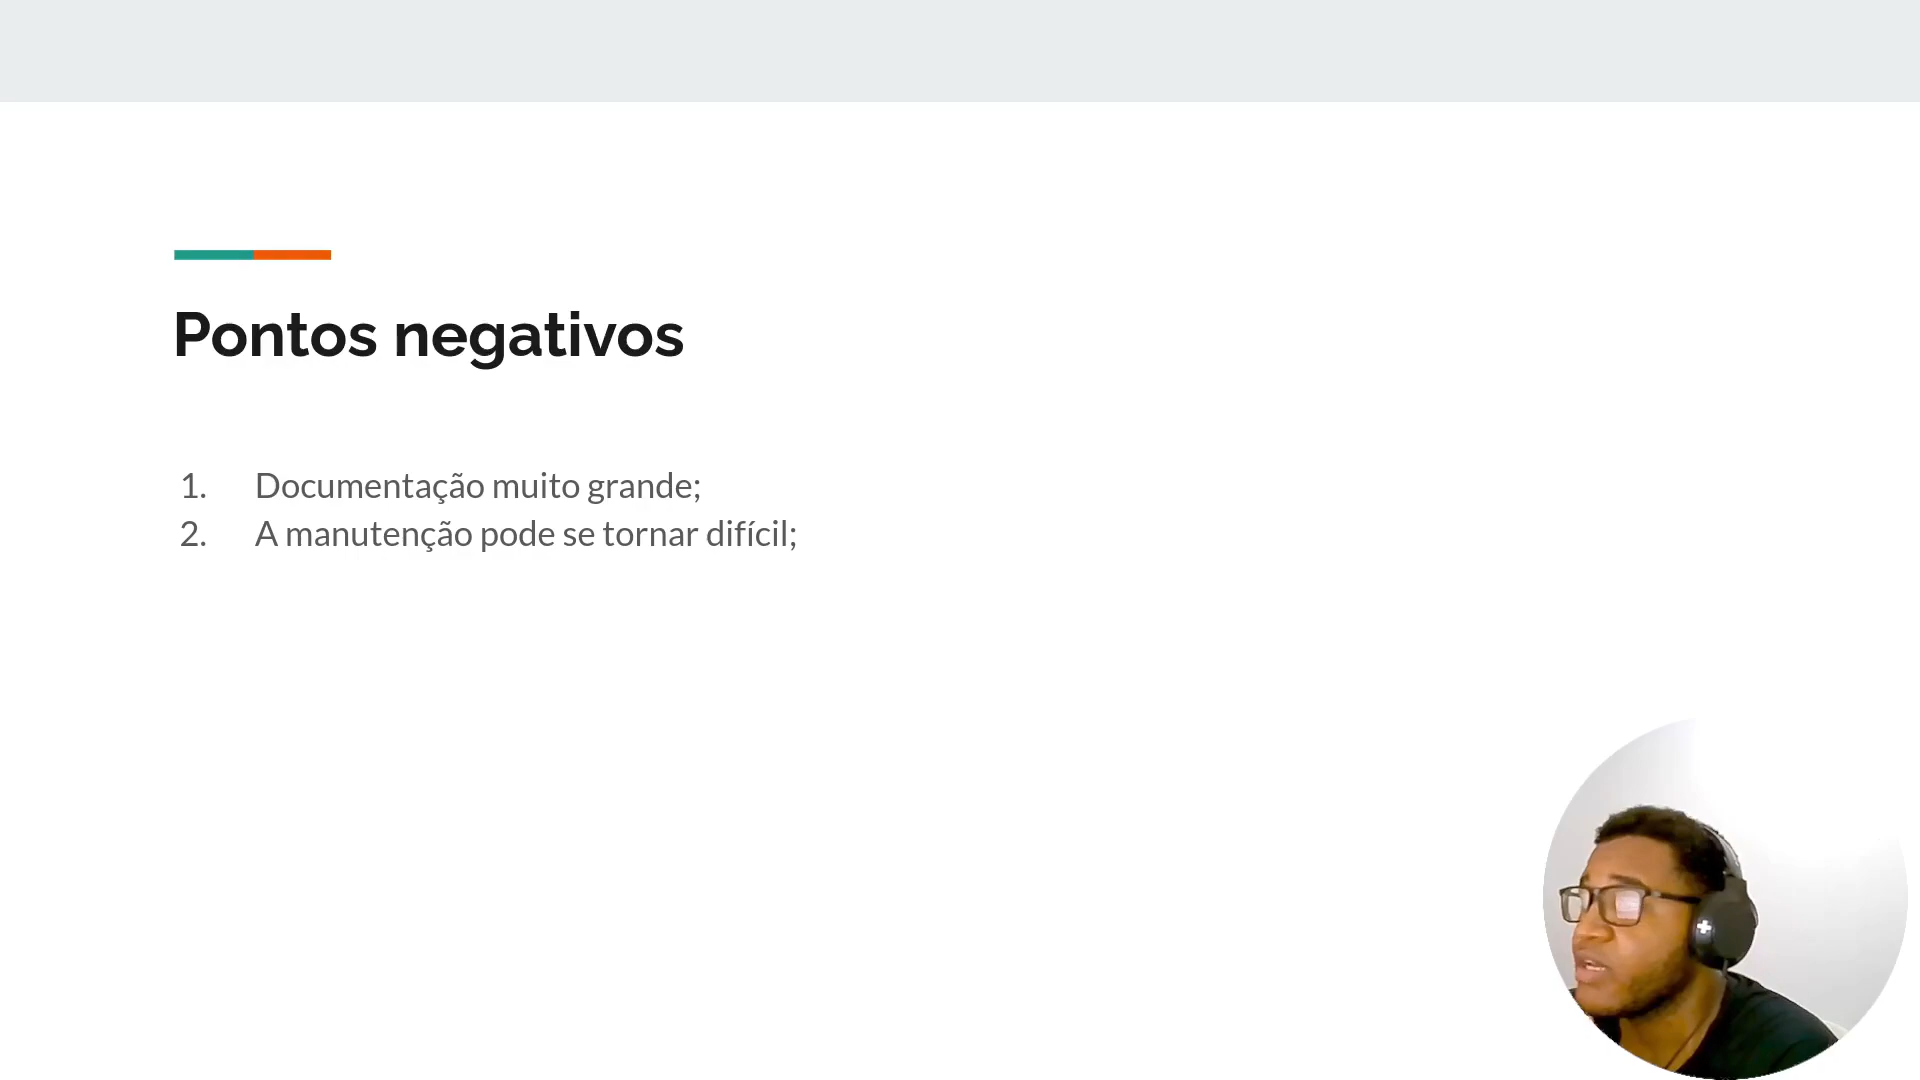 Pontos negativos
1. Documentação muito grande;
2. A manutenção pode se tornar difícil;